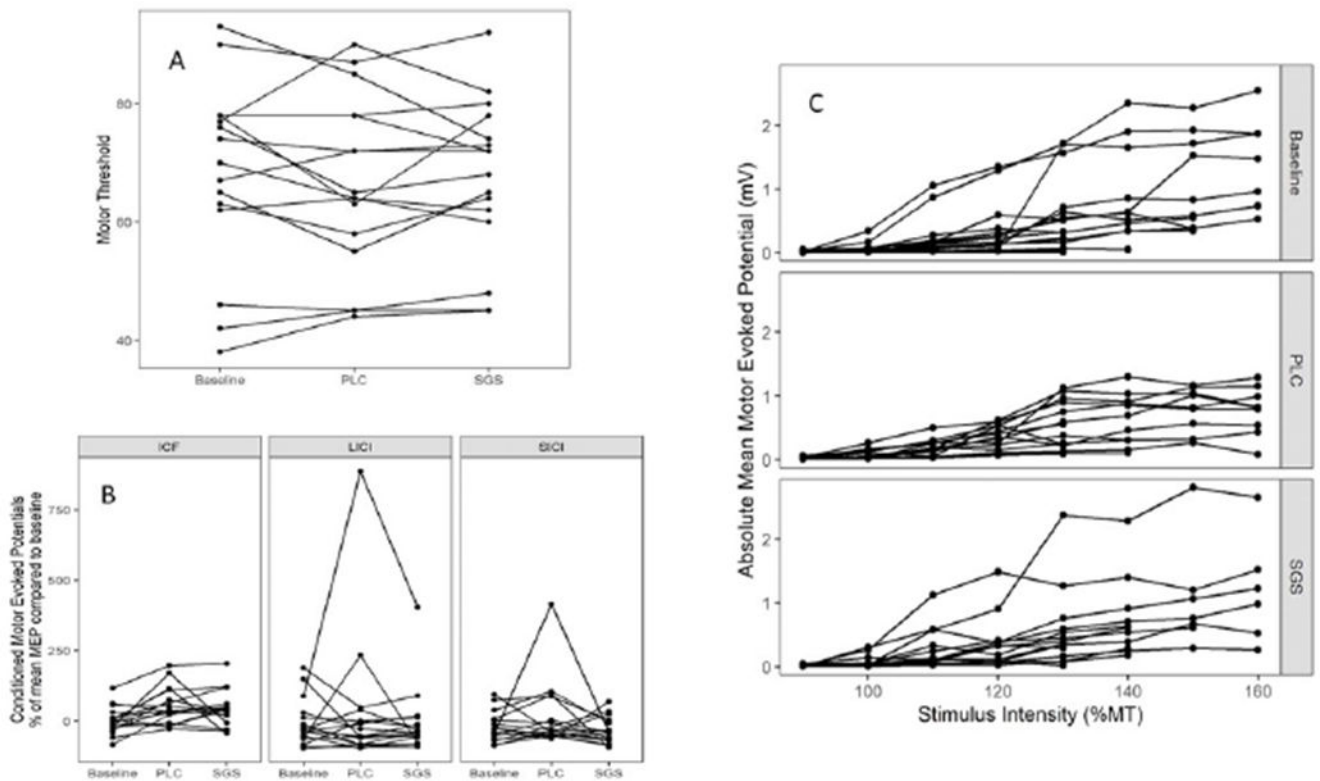 A
Motor Threshold
80
60
40
Baseline
PLC
SGS
B
ICF
LICI
SICI
Conditioned Motor Evoked Potentials
% of mean MEP compared to baseline
750
500
250
0
Baseline
PLC
SGS
Baseline
PLC
SGS
Baseline
PLC
SGS
C
Absolute Mean Motor Evoked Potential (mV)
2
1
0
Baseline
2
1
0
PLC
2
1
0
SGS
100
120
140
160
Stimulus Intensity (%MT)